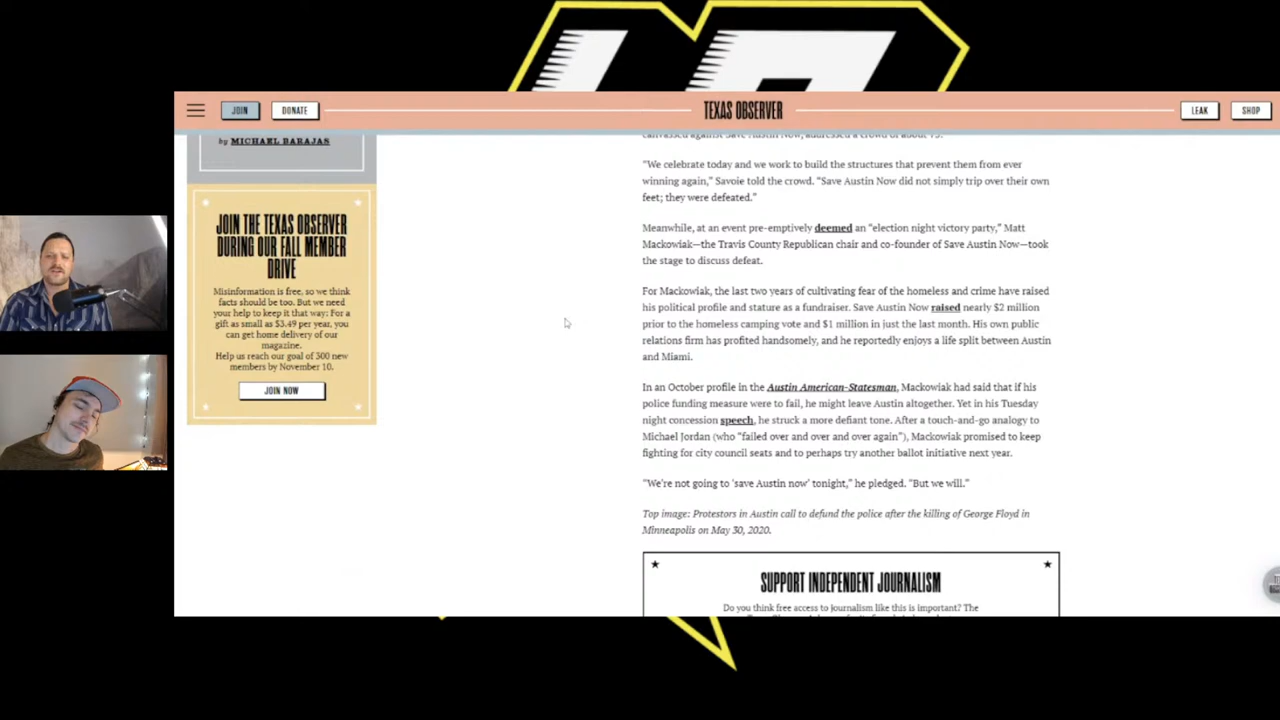 JOIN
DONATE
TEXAS OBSERVER
LEAK
SHOP
by MICHAEL BARAJAS
JOIN THE TEXAS OBSERVER
DURING OUR FALL MEMBER
DRIVE
Misinformation is free, so we think
facts should be too. But we need
your help to keep it that way: For a
gift as small as $3.49 per year, you
can get home delivery of our
magazine.
Help us reach our goal of 300 new
members by November 10.
JOIN NOW
canvassed against Save Austin Now, addressed a crowd of about 75.
“We celebrate today and we work to build the structures that prevent them from ever
winning again,” Savoie told the crowd. “Save Austin Now did not simply trip over their own
feet; they were defeated.”
Meanwhile, at an event pre-emptively deemed an “election night victory party,” Matt
Mackowiak—the Travis County Republican chair and co-founder of Save Austin Now—took
the stage to discuss defeat.
For Mackowiak, the last two years of cultivating fear of the homeless and crime have raised
his political profile and stature as a fundraiser. Save Austin Now raised nearly $2 million
prior to the homeless camping vote and $1 million in just the last month. His own public
relations firm has profited handsomely, and he reportedly enjoys a life split between Austin
and Miami.
In an October profile in the Austin American-Statesman, Mackowiak had said that if his
police funding measure were to fail, he might leave Austin altogether. Yet in his Tuesday
night concession speech, he struck a more defiant tone. After a touch-and-go analogy to
Michael Jordan (who “failed over and over and over again”), Mackowiak promised to keep
fighting for city council seats and to perhaps try another ballot initiative next year.
“We’re not going to ‘save Austin now’ tonight,” he pledged. “But we will.”
Top image: Protestors in Austin call to defund the police after the killing of George Floyd in
Minneapolis on May 30, 2020.
SUPPORT INDEPENDENT JOURNALISM
Do you think free access to journalism like this is important? The